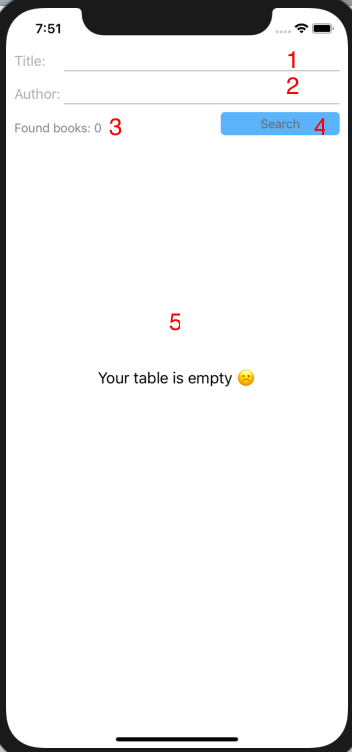 7:51
Title: 1
Author: 2
Found books: 0 3 Search 4
5
Your table is empty ☹️